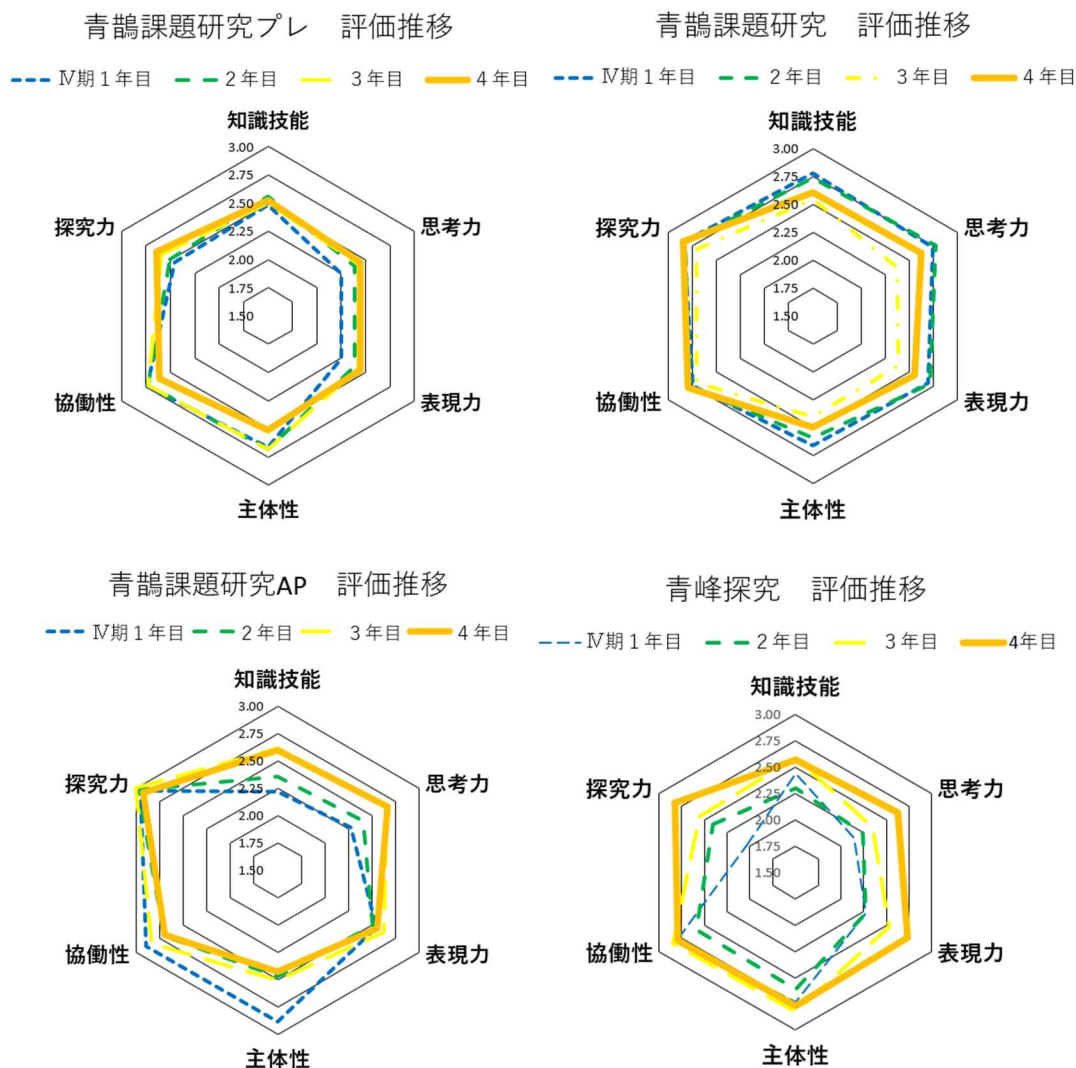 青鵲課題研究プレ 評価推移
Ⅳ期１年目 ２年目 ３年目 ４年目
知識技能
3.00
2.75
2.50
2.25
2.00
1.75
1.50
探究力
思考力
協働性
表現力
主体性
青鵲課題研究 評価推移
Ⅳ期１年目 ２年目 ３年目 ４年目
知識技能
3.00
2.75
2.50
2.25
2.00
1.75
1.50
探究力
思考力
協働性
表現力
主体性
青鵲課題研究AP 評価推移
Ⅳ期１年目 ２年目 ３年目 ４年目
知識技能
3.00
2.75
2.50
2.25
2.00
1.75
1.50
探究力
思考力
協働性
表現力
主体性
青峰探究 評価推移
Ⅳ期１年目 ２年目 ３年目 4年目
知識技能
3.00
2.75
2.50
2.25
2.00
1.75
1.50
探究力
思考力
協働性
表現力
主体性